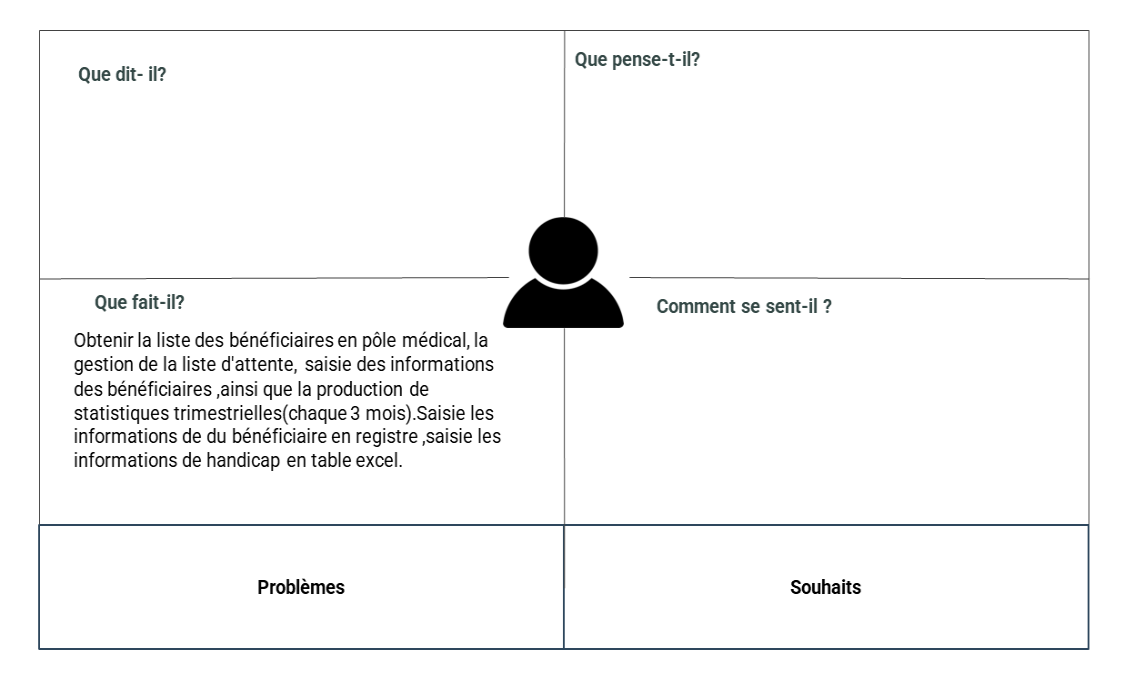 Que dit- il?
Que pense-t-il?
Que fait-il?
Obtenir la liste des bénéficiaires en pôle médical, la
gestion de la liste d'attente, saisie des informations
des bénéficiaires ,ainsi que la production de
statistiques trimestrielles(chaque 3 mois).Saisie les
informations de du bénéficiaire en registre ,saisie les
informations de handicap en table excel.
Comment se sent-il ?
Problèmes
Souhaits